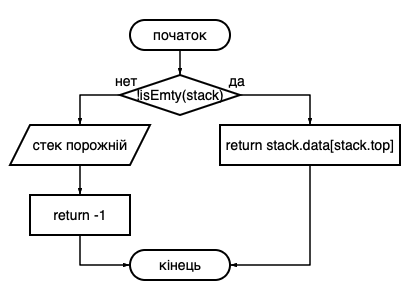 початок
нет
да
!isEmty(stack)
стек порожній
return stack.data[stack.top]
return -1
кінець